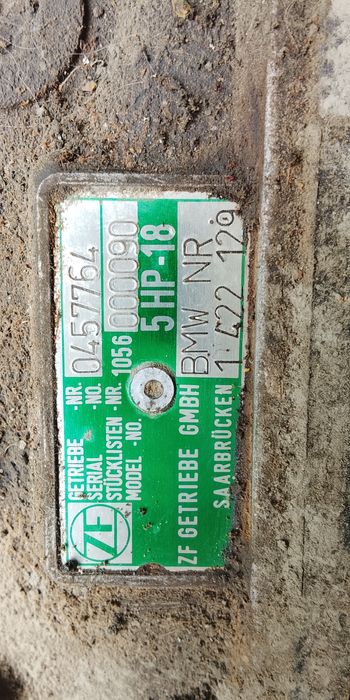 ZF
GETRIEBE -NR.
SERIAL -NO. 0457764
STÜCKLISTEN -NR. 1056 000090
MODEL -NO. 5 HP-18
ZF GETRIEBE GMBH BMW NR
SAARBRÜCKEN 1 422 129